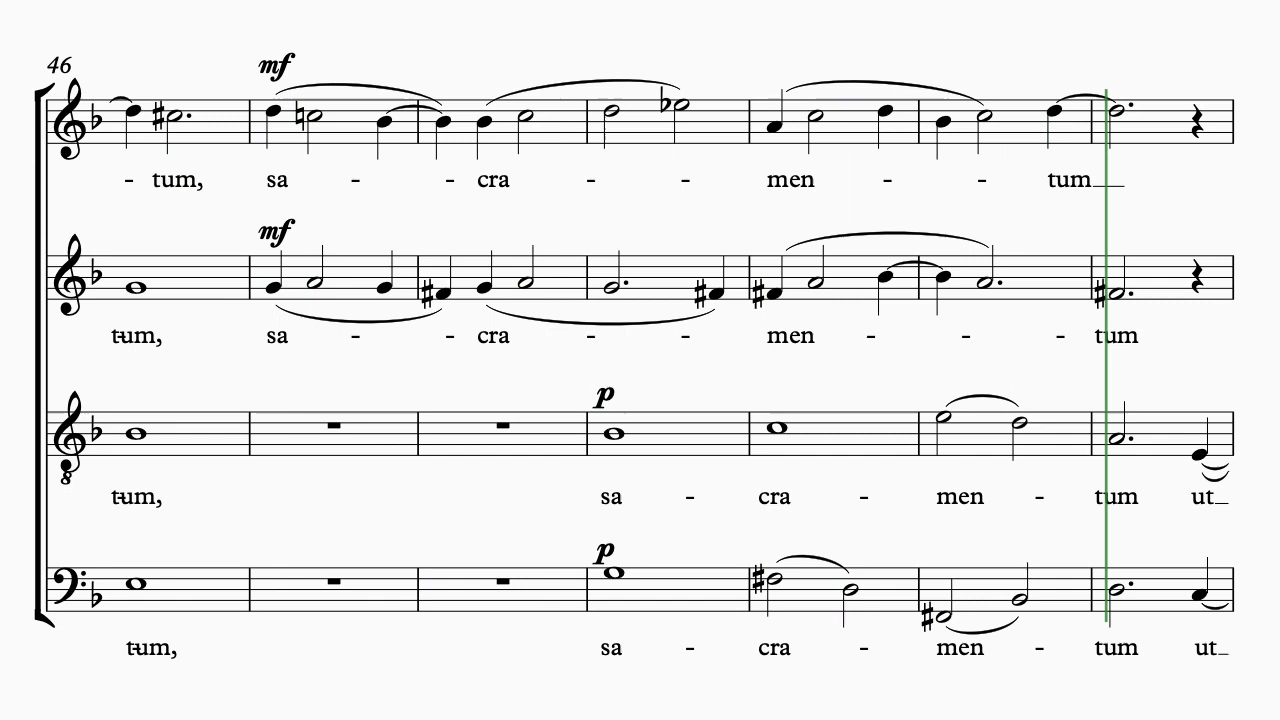 46
mf
- tum, sa - - cra - - men - - tum
mf
tum, sa - - cra - - men - - - tum
p
8
tum, sa - cra - men - tum ut
p
tum, sa - cra - men - tum ut